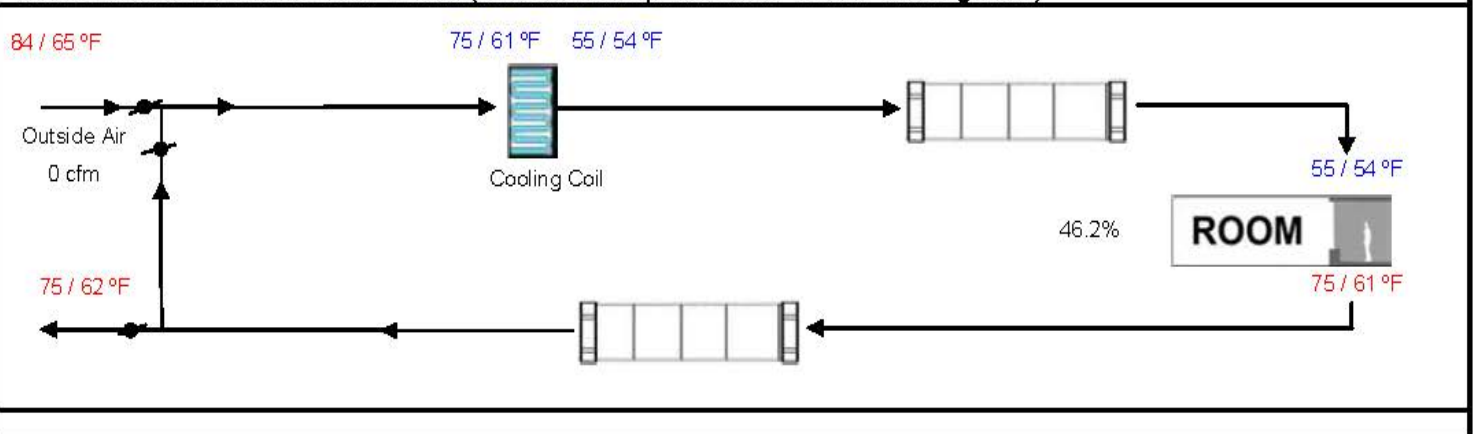 84 / 65 ºF
75 / 61 ºF 55 / 54 ºF
Outside Air
0 cfm
Cooling Coil
55 / 54 ºF
46.2%
ROOM
75 / 62 ºF
75 / 61 ºF